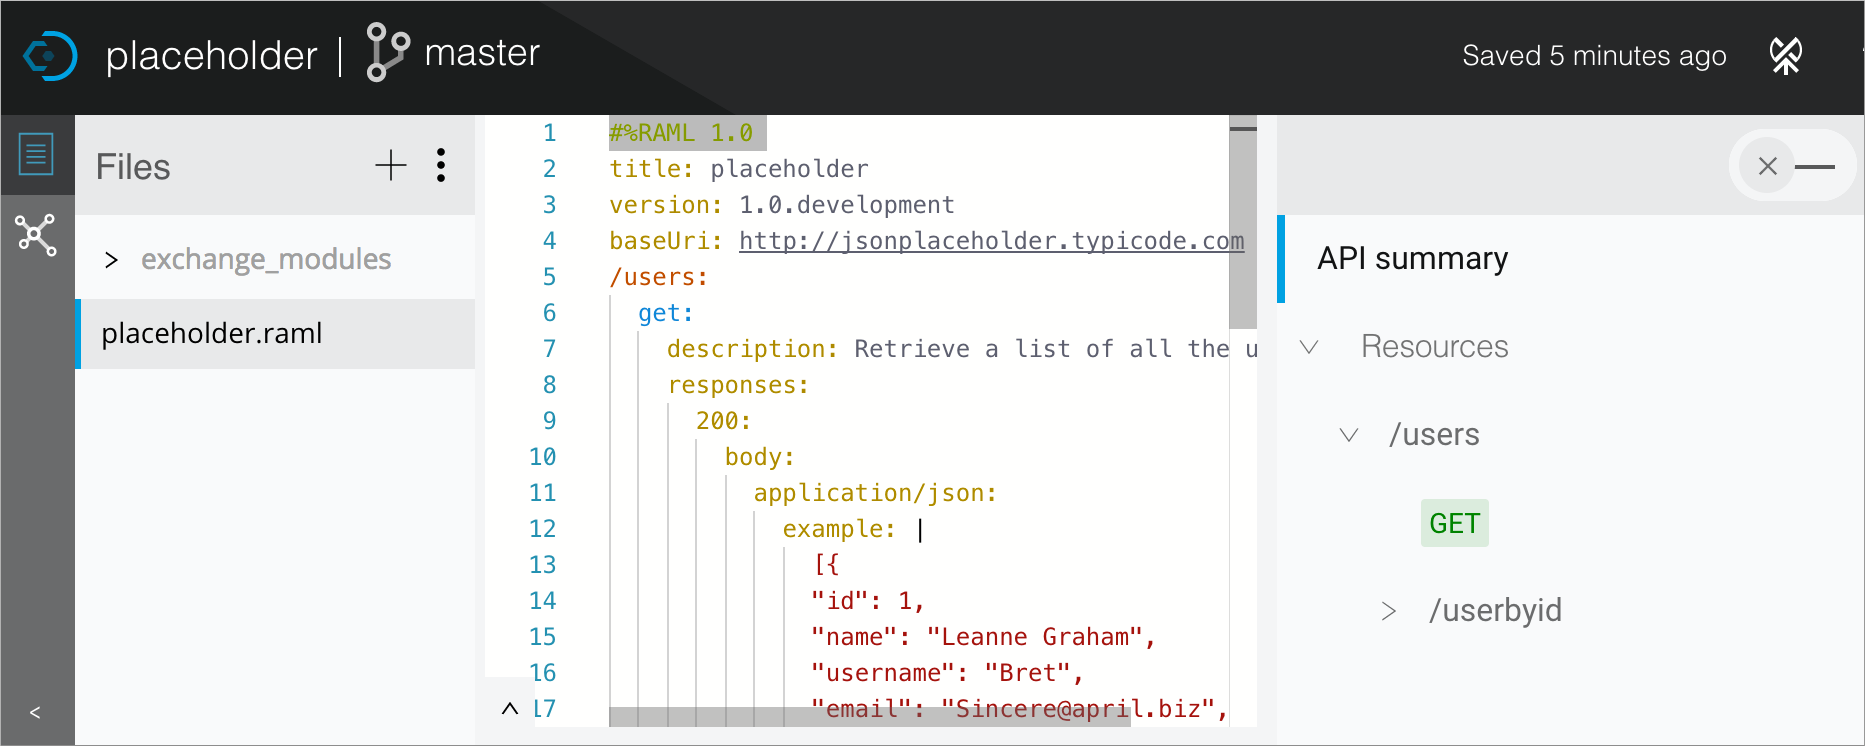 placeholder | master
Saved 5 minutes ago
Files
exchange_modules
placeholder.raml
1 #%RAML 1.0
2 title: placeholder
3 version: 1.0.development
4 baseUri: http://jsonplaceholder.typicode.com
5 /users:
6 get:
7 description: Retrieve a list of all the u
8 responses:
9 200:
10 body:
11 application/json:
12 example: |
13 [{
14 "id": 1,
15 "name": "Leanne Graham",
16 "username": "Bret",
17 "email": "Sincere@april.biz",
API summary
Resources
/users
GET
/userbyid